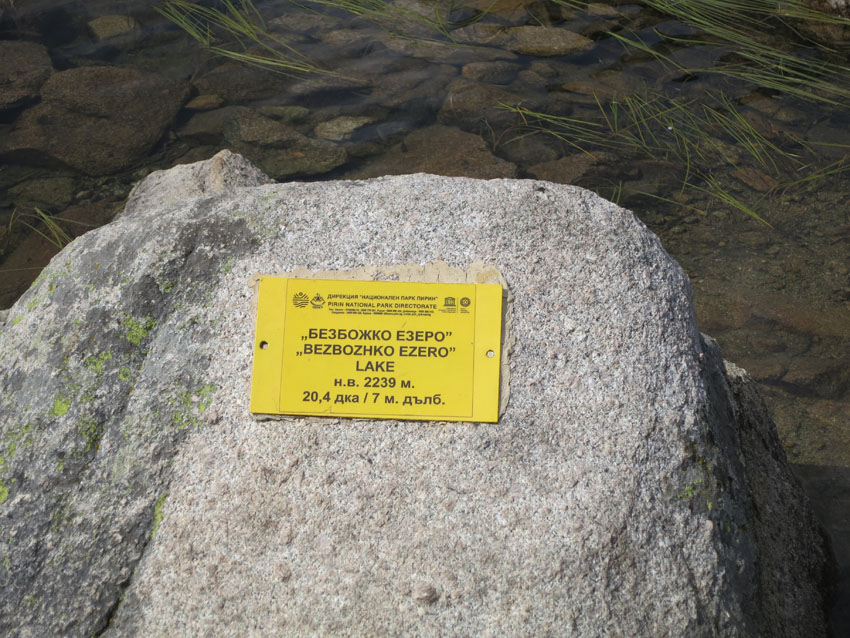 ДИРЕКЦИЯ "НАЦИОНАЛЕН ПАРК ПИРИН"
PIRIN NATIONAL PARK DIRECTORATE
„БЕЗБОЖКО ЕЗЕРО”
„BEZBOZHKO EZERO”
LAKE
н.в. 2239 м.
20,4 дка / 7 м. дълб.